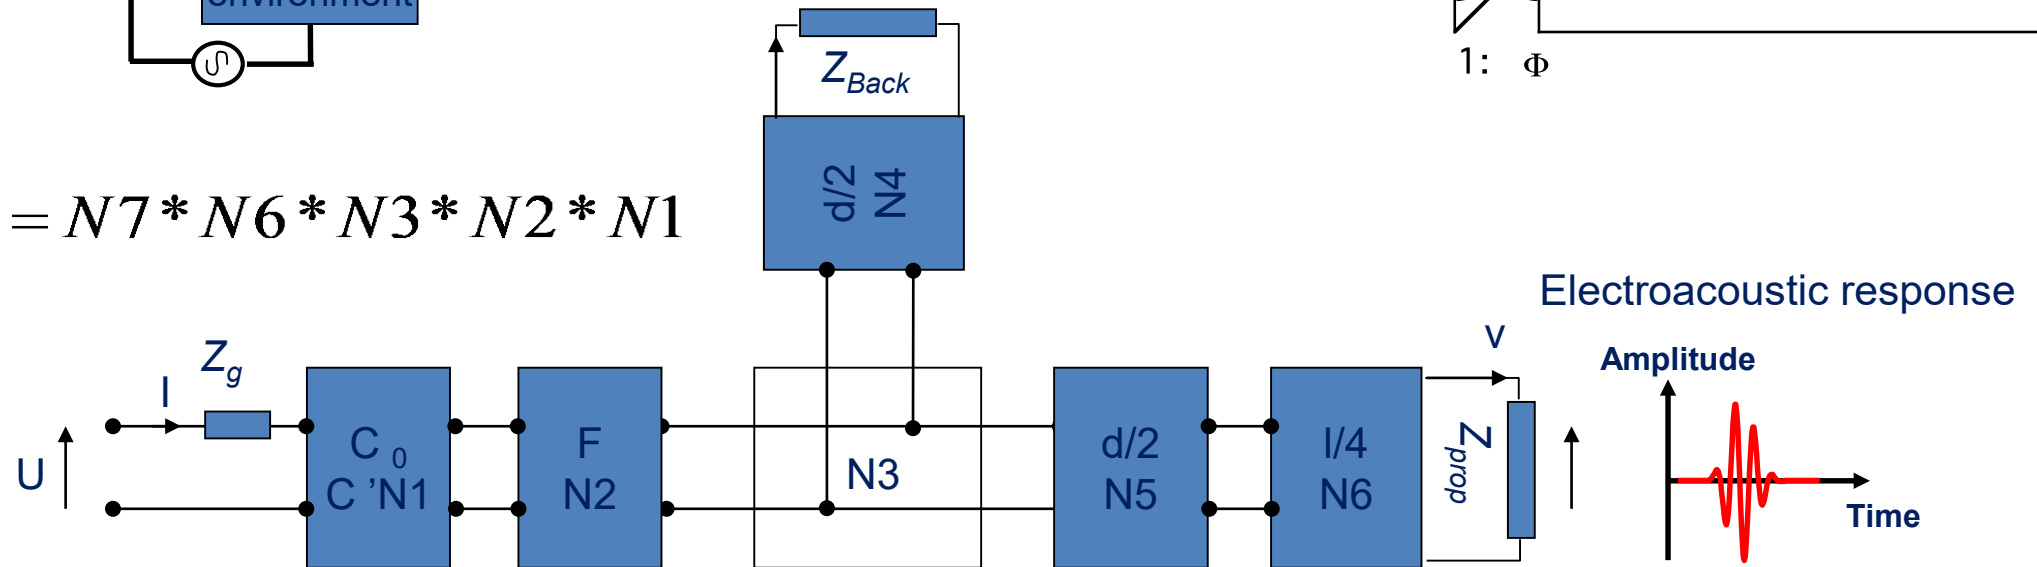 environment
1: Φ
Z_Back
d/2
N4
= N7 * N6 * N3 * N2 * N1
Electroacoustic response
Z_g
I
U
C_0
C 'N1
F
N2
N3
d/2
N5
l/4
N6
v
Z_prop
Amplitude
Time